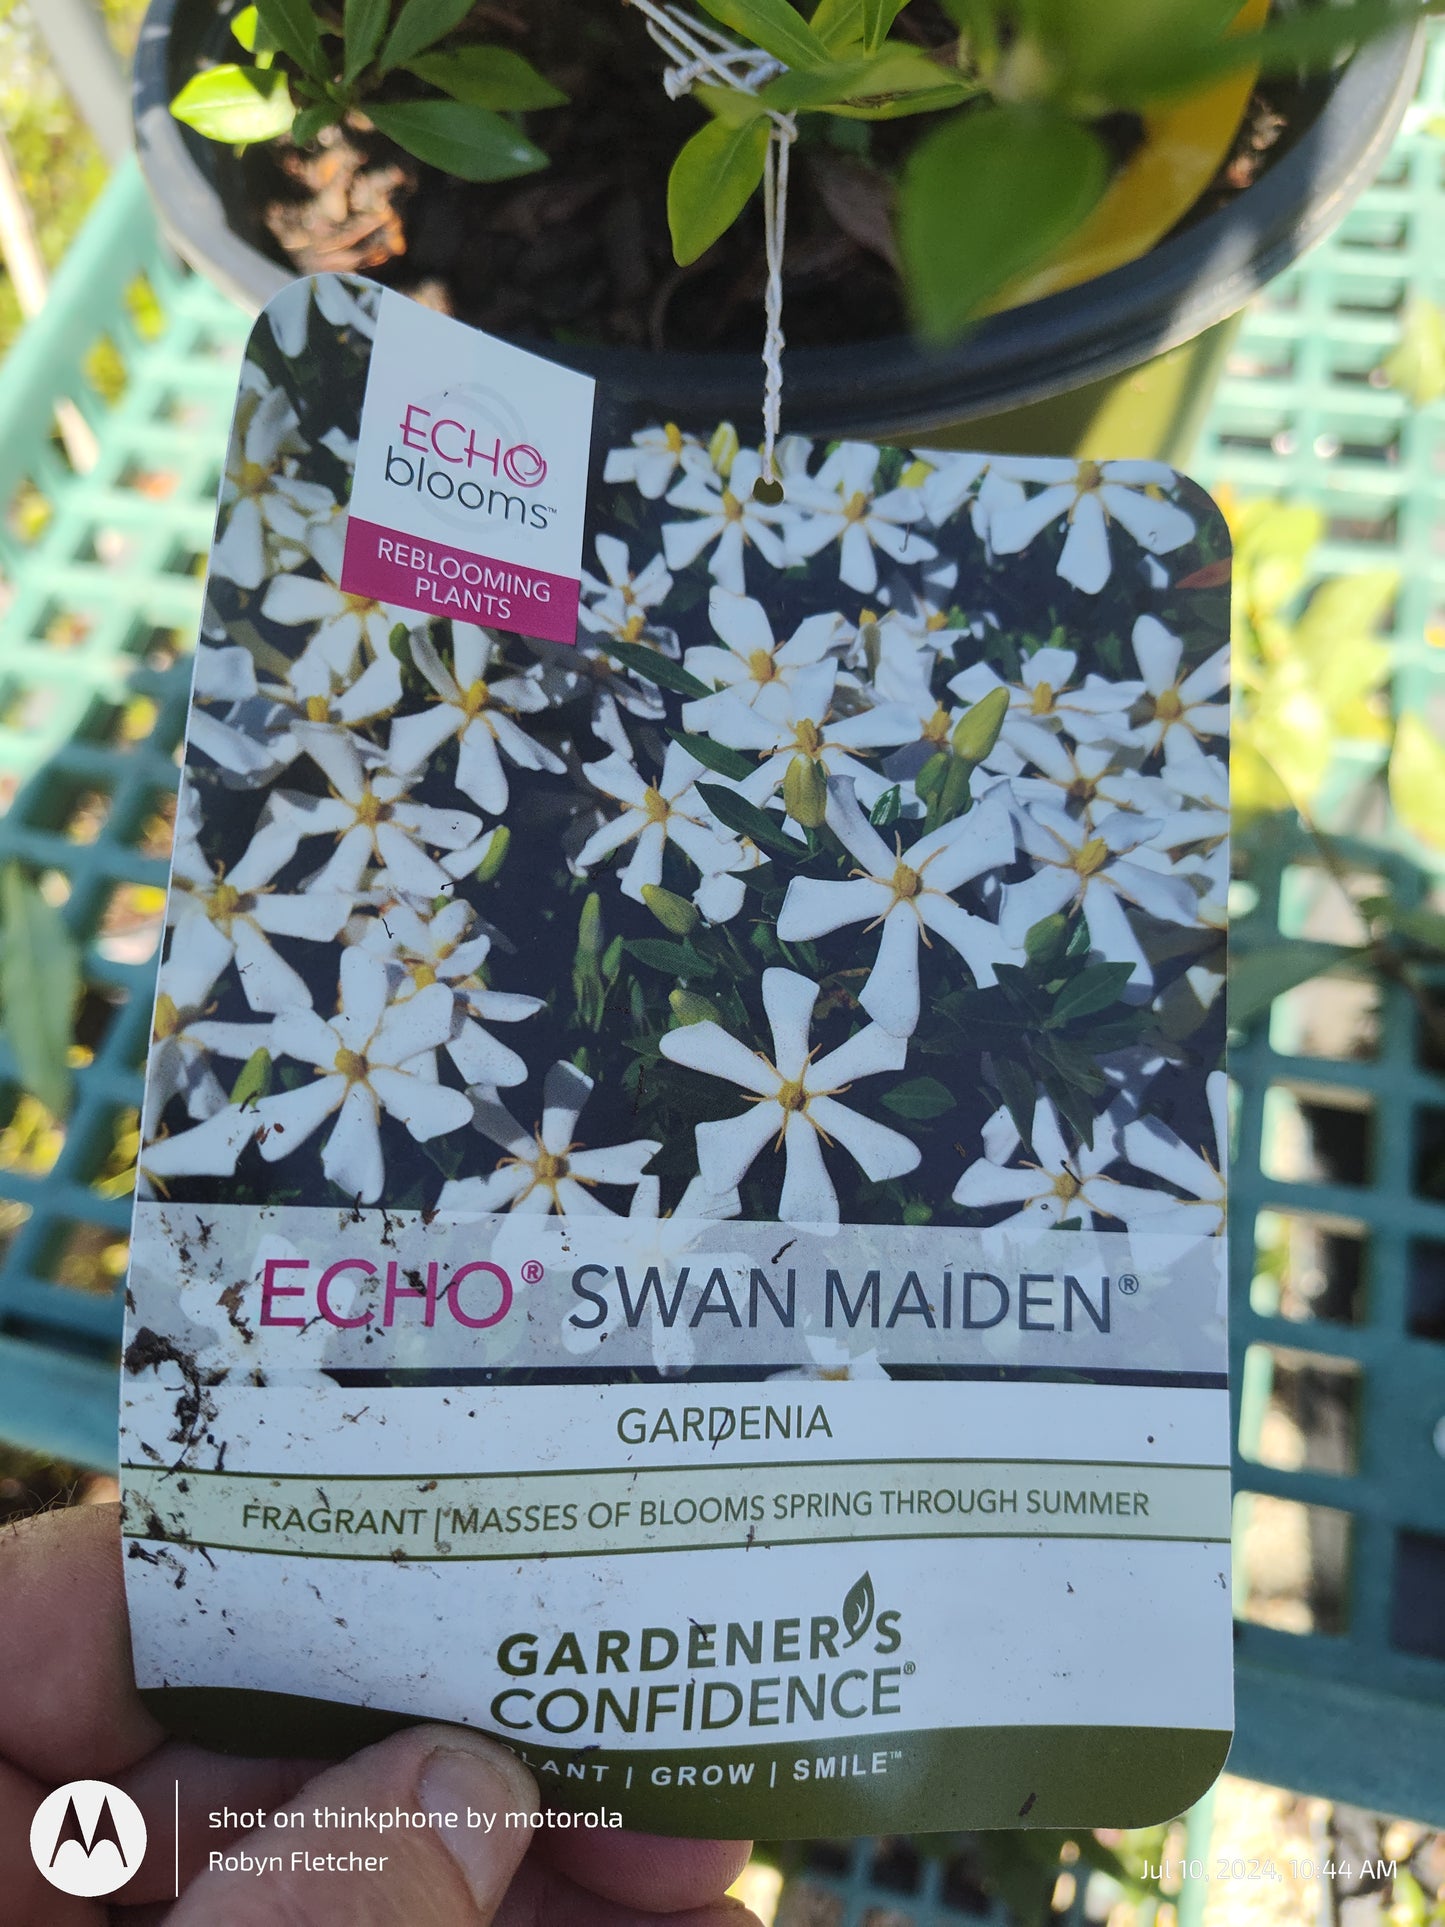 ECHO
blooms™
REBLOOMING
PLANTS
ECHO® SWAN MAIDEN®
GARDENIA
FRAGRANT | MASSES OF BLOOMS SPRING THROUGH SUMMER
GARDENER'S
CONFIDENCE®
LANT | GROW | SMILE™
shot on thinkphone by motorola
Robyn Fletcher
Jul 10, 2024, 10:44 AM